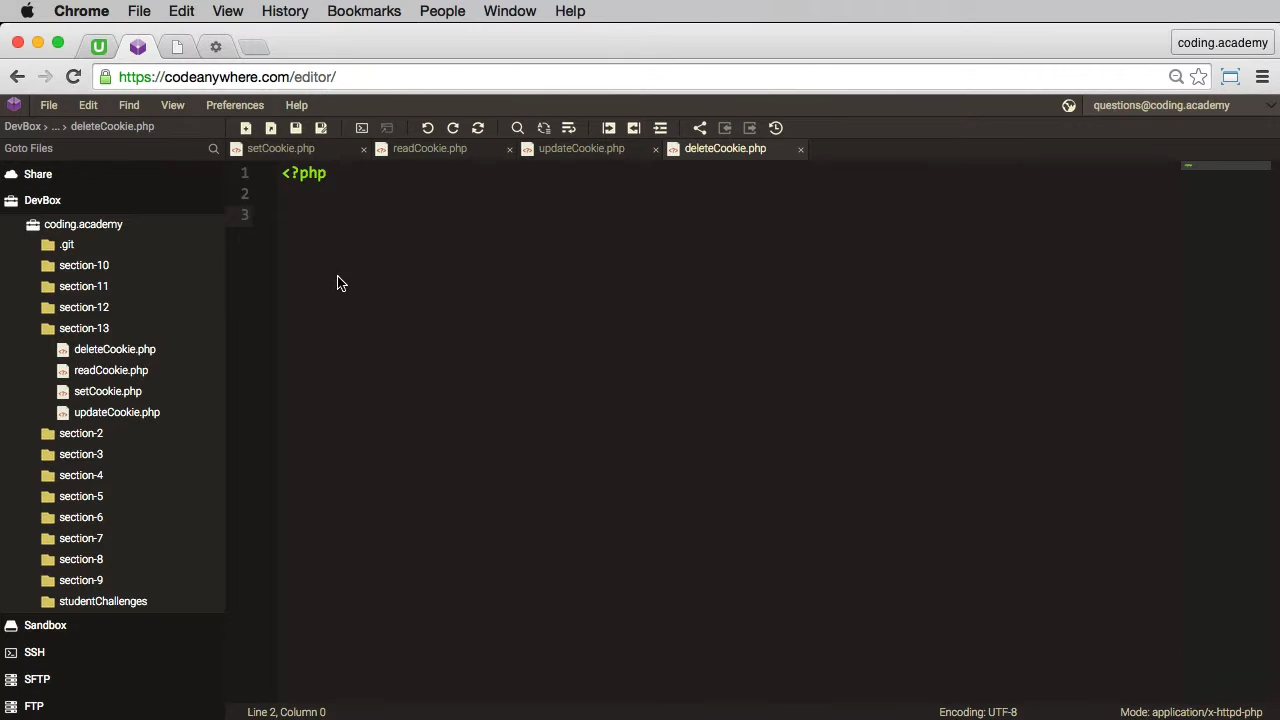 Chrome File Edit View History Bookmarks People Window Help
coding.academy
https://codeanywhere.com/editor/
File Edit Find View Preferences Help
questions@coding.academy
DevBox › ... › deleteCookie.php
Goto Files
setCookie.php × readCookie.php × updateCookie.php × deleteCookie.php ×
Share
DevBox
coding.academy
.git
section-10
section-11
section-12
section-13
deleteCookie.php
readCookie.php
setCookie.php
updateCookie.php
section-2
section-3
section-4
section-5
section-6
section-7
section-8
section-9
studentChallenges
Sandbox
SSH
SFTP
FTP
1 <?php
2
3
Line 2, Column 0
Encoding: UTF-8
Mode: application/x-httpd-php